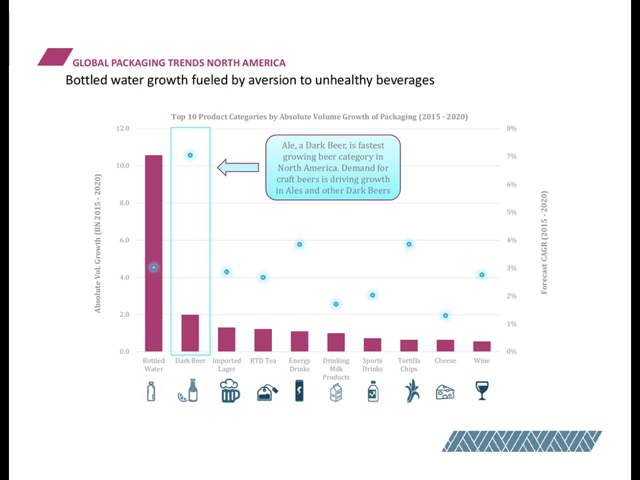 GLOBAL PACKAGING TRENDS NORTH AMERICA
Bottled water growth fueled by aversion to unhealthy beverages
Top 10 Product Categories by Absolute Volume Growth of Packaging (2015 - 2020)
Absolute Vol. Growth (BN 2015 - 2020)
12.0
10.0
8.0
6.0
4.0
2.0
0.0
Ale, a Dark Beer, is fastest
growing beer category in
North America. Demand for
craft beers is driving growth
in Ales and other Dark Beers
8%
7%
6%
5%
4%
3%
2%
1%
0%
Forecast CAGR (2015 - 2020)
Bottled
Water
Dark Beer
Imported
Lager
RTD Tea
Energy
Drinks
Drinking
Milk
Products
Sports
Drinks
Tortilla
Chips
Cheese
Wine